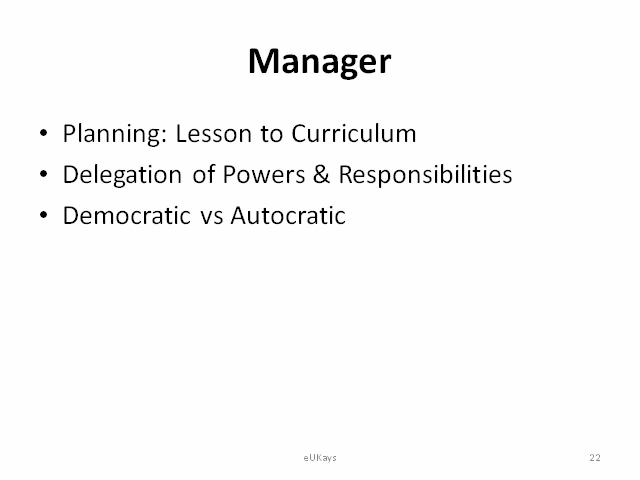 Manager
• Planning: Lesson to Curriculum
• Delegation of Powers & Responsibilities
• Democratic vs Autocratic
eUKays
22